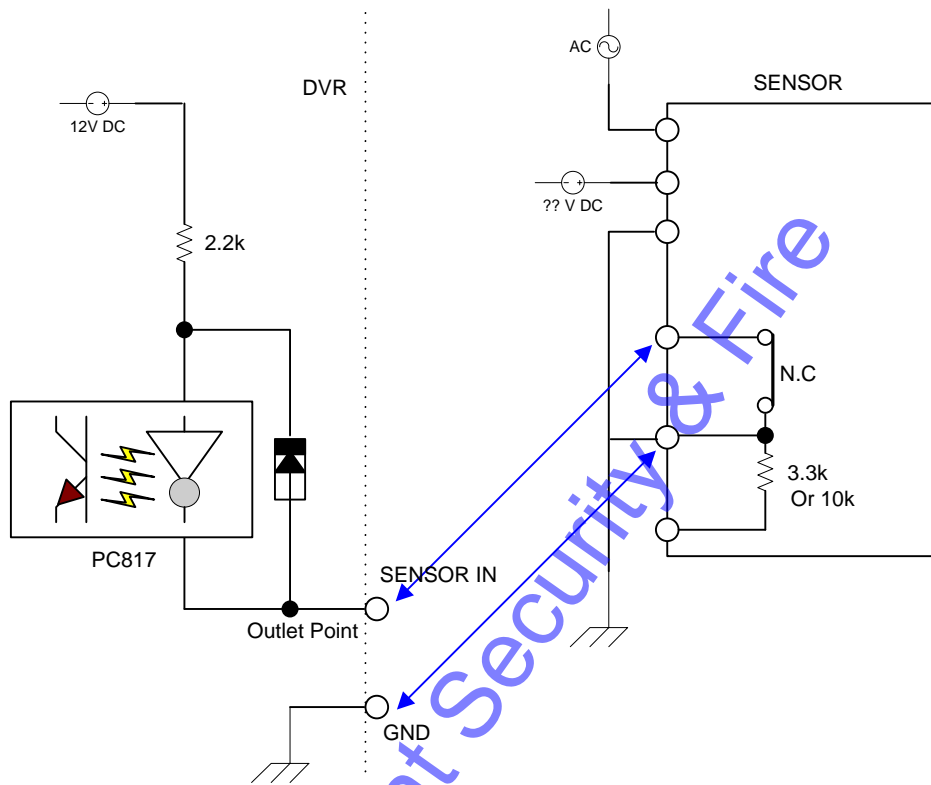 AC
DVR
SENSOR
12V DC
?? V DC
2.2k
N.C
3.3k
Or 10k
PC817
SENSOR IN
Outlet Point
GND
Security & Fire